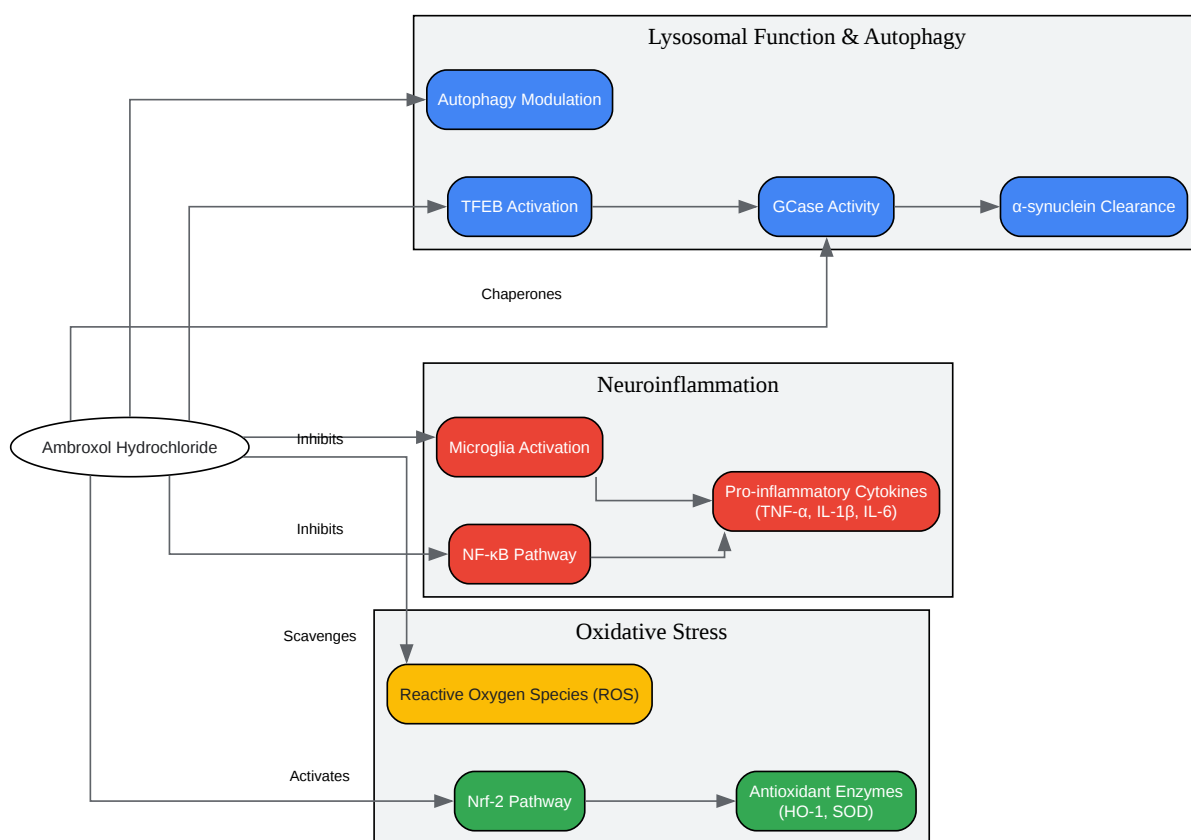 Lysosomal Function & Autophagy
Autophagy Modulation
TFEB Activation
GCase Activity
α-synuclein Clearance
Chaperones
Neuroinflammation
Ambroxol Hydrochloride
Inhibits
Microglia Activation
Pro-inflammatory Cytokines
(TNF-α, IL-1β, IL-6)
Inhibits
NF-κB Pathway
Oxidative Stress
Scavenges
Reactive Oxygen Species (ROS)
Activates
Nrf-2 Pathway
Antioxidant Enzymes
(HO-1, SOD)